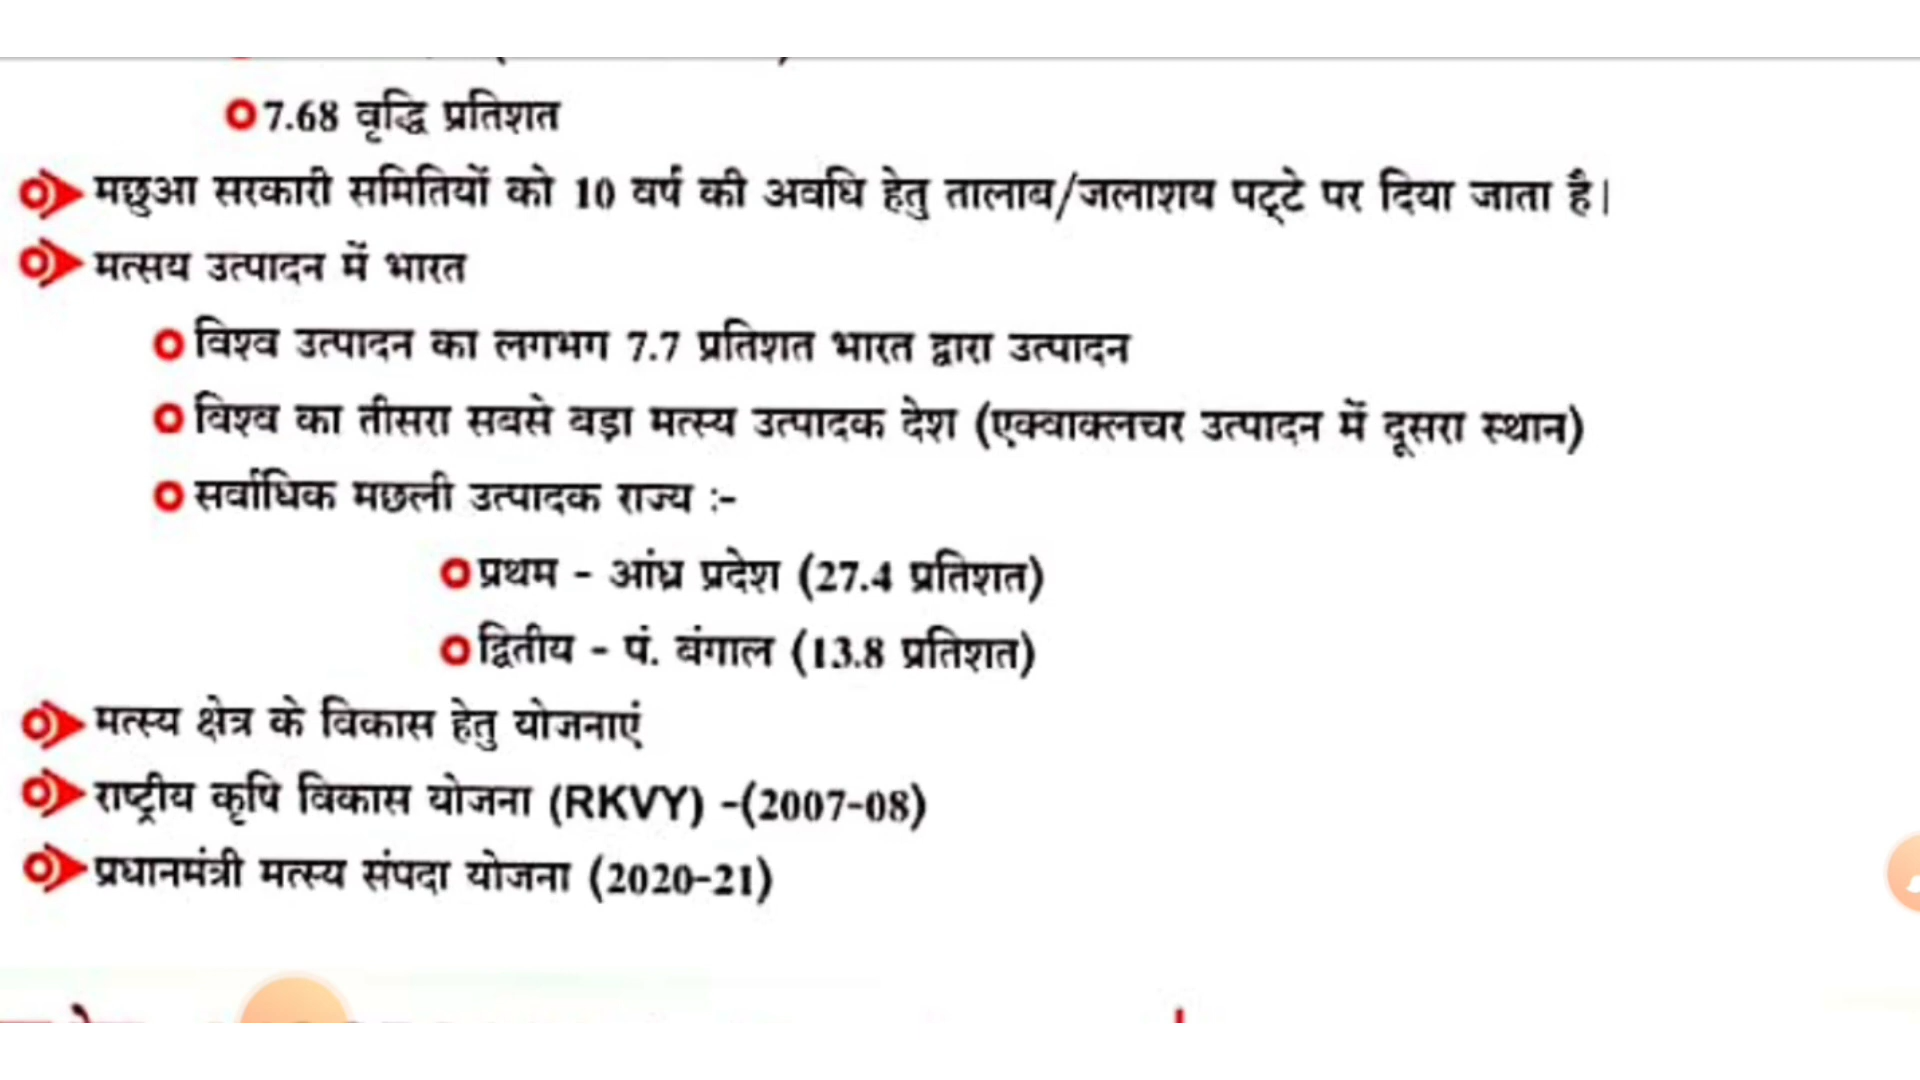 7.68 वृद्धि प्रतिशत
मछुआ सरकारी समितियों को 10 वर्ष की अवधि हेतु तालाब/जलाशय पट्टे पर दिया जाता है।
मत्सय उत्पादन में भारत
विश्व उत्पादन का लगभग 7.7 प्रतिशत भारत द्वारा उत्पादन
विश्व का तीसरा सबसे बड़ा मत्स्य उत्पादक देश (एक्वाक्लचर उत्पादन में दूसरा स्थान)
सर्वाधिक मछली उत्पादक राज्य :-
प्रथम - आंध्र प्रदेश (27.4 प्रतिशत)
द्वितीय - पं. बंगाल (13.8 प्रतिशत)
मत्स्य क्षेत्र के विकास हेतु योजनाएं
राष्ट्रीय कृषि विकास योजना (RKVY) -(2007-08)
प्रधानमंत्री मत्स्य संपदा योजना (2020-21)